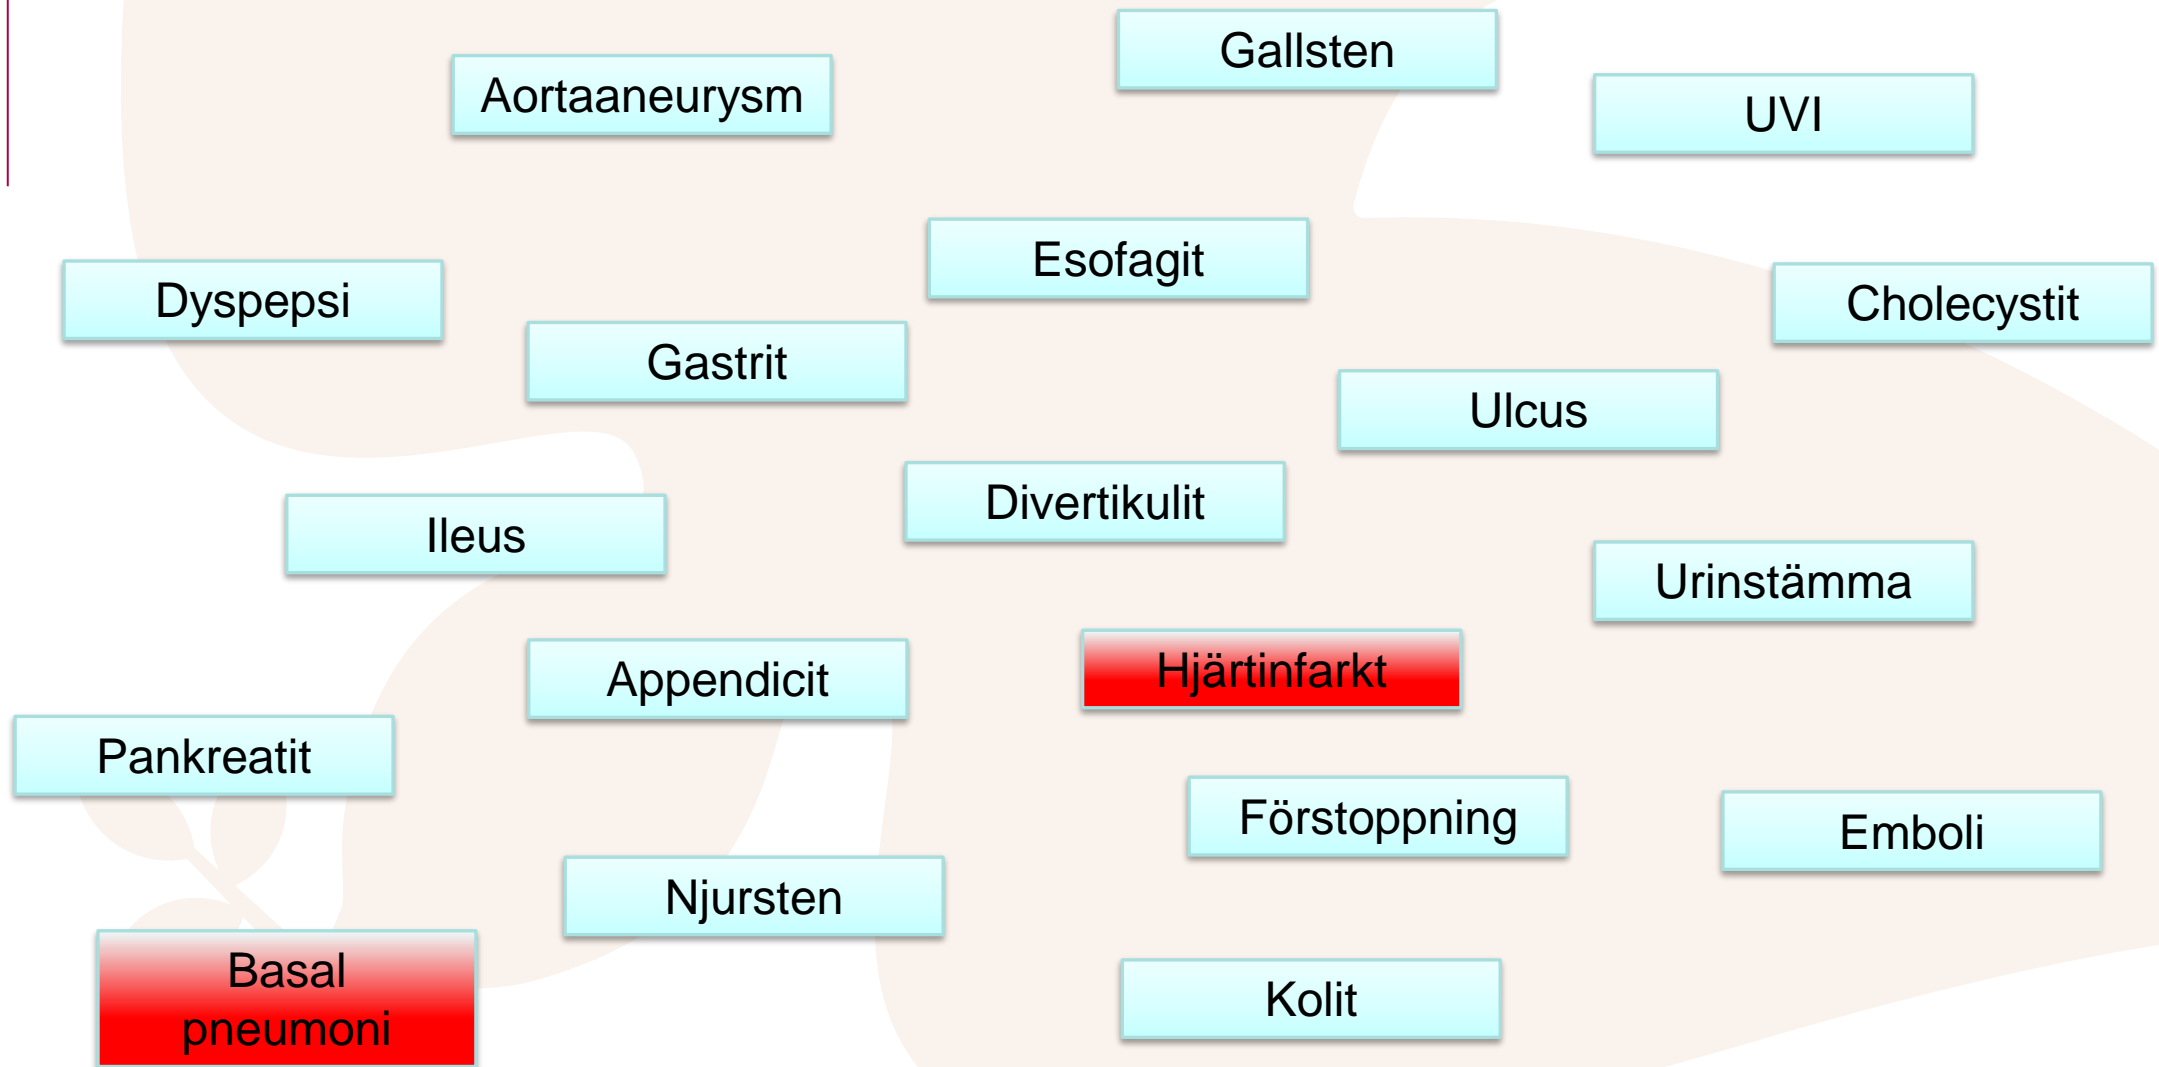 Gallsten
Aortaaneurysm
UVI
Esofagit
Dyspepsi
Cholecystit
Gastrit
Ulcus
Divertikulit
Ileus
Urinstämma
Appendicit
Hjärtinfarkt
Pankreatit
Förstoppning
Emboli
Njursten
Basal
pneumoni
Kolit